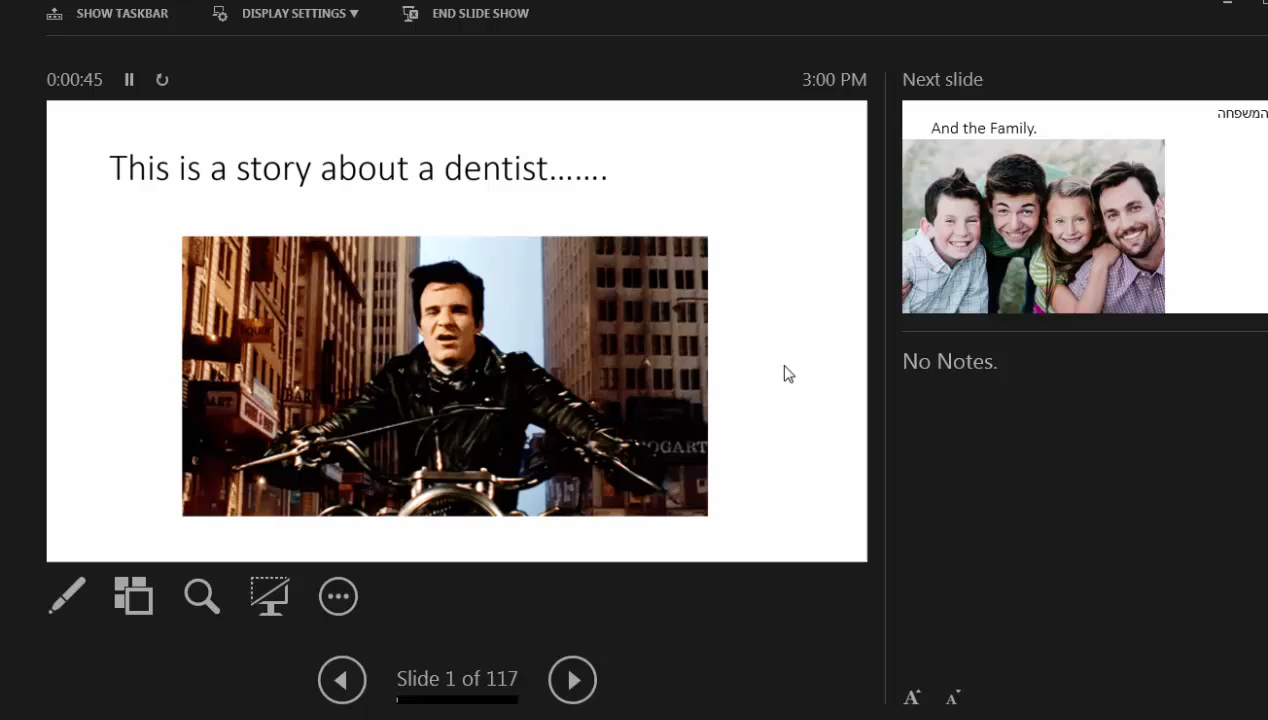 SHOW TASKBAR
DISPLAY SETTINGS ▼
END SLIDE SHOW
0:00:45
3:00 PM
Next slide
This is a story about a dentist.......
BAR
And the Family.
המשפחה
No Notes.
Slide 1 of 117
A
A